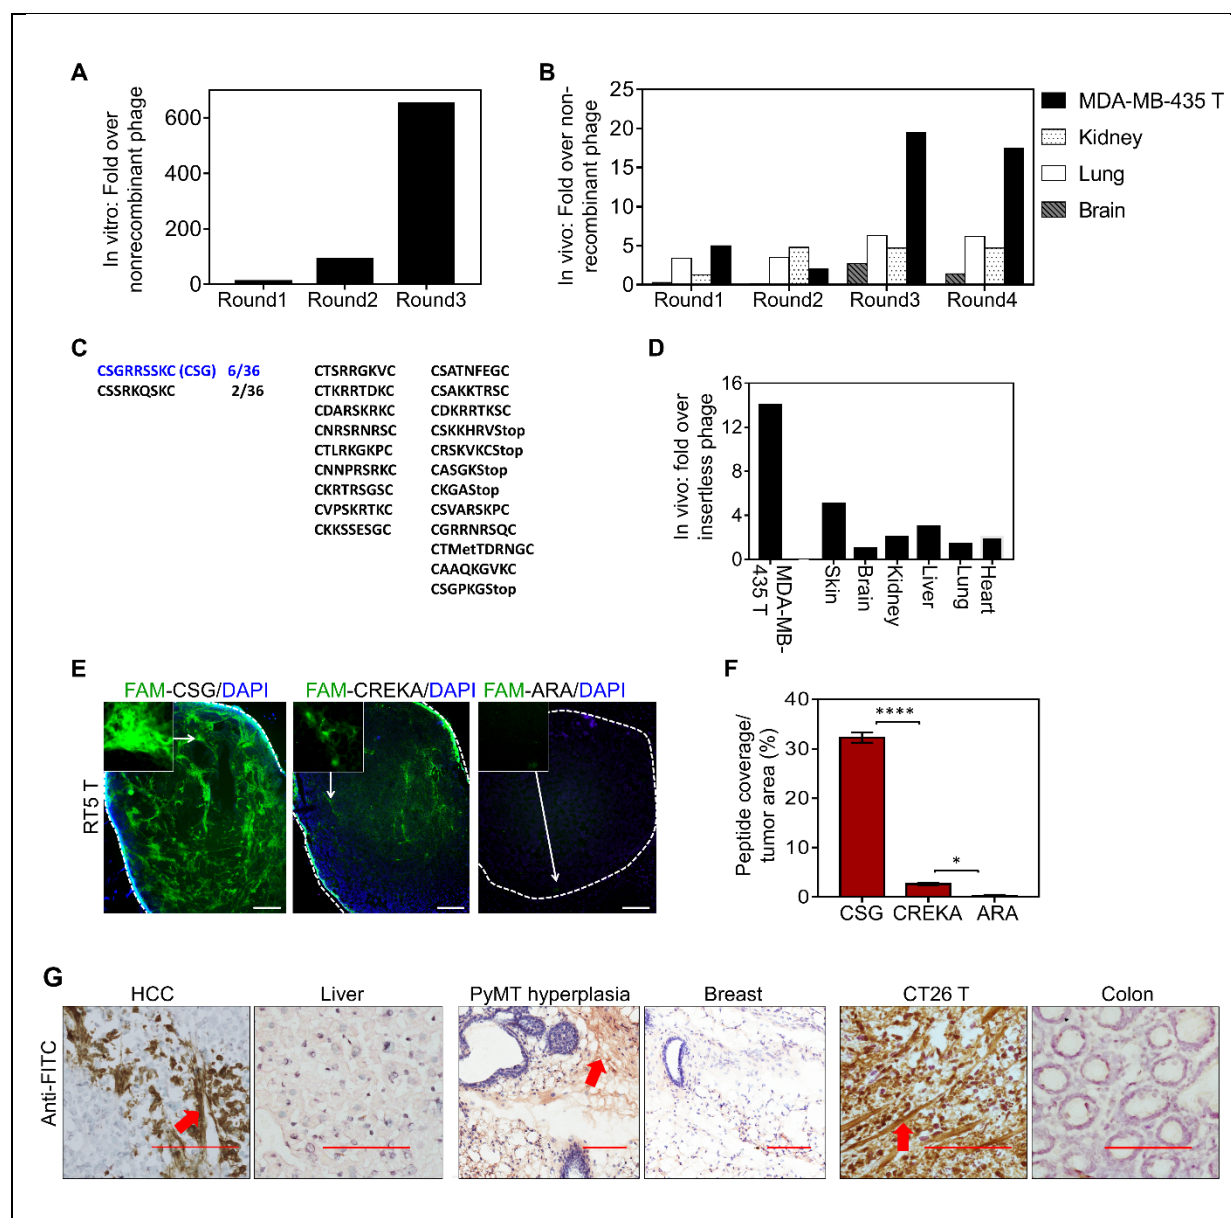 A
In vitro: Fold over
nonrecombinant phage
600
400
200
0
Round1 Round2 Round3
B
In vivo: Fold over non-
recombinant phage
25
20
15
10
5
0
Round1 Round2 Round3 Round4
MDA-MB-435 T
Kidney
Lung
Brain
C
CSGRRSSKC (CSG) 6/36
CSSRKQSKC 2/36
CTSRRGKVC
CTKRRTDKC
CDARSKRKC
CNRSRNRSC
CTLRKGKPC
CNNPRSRKC
CKRTRSGSC
CVPSKRTKC
CKKSSESGC
CSATNFEGC
CSAKKTRSC
CDKRRTKSC
CSKKHRVStop
CRSKVKCStop
CASGKStop
CKGAStop
CSVARSKPC
CGRRNRSQC
CTMetTDRNGC
CAAQKGVKC
CSGPKGStop
D
In vivo: fold over
insertless phage
16
12
8
4
0
MDA-MB-
435 T
Skin
Brain
Kidney
Liver
Lung
Heart
E
FAM-CSG/DAPI FAM-CREKA/DAPI FAM-ARA/DAPI
RT5 T
F
Peptide coverage/
tumor area (%)
40
30
20
10
0
****
*
CSG CREKA ARA
G
HCC Liver PyMT hyperplasia Breast CT26 T Colon
Anti-FITC